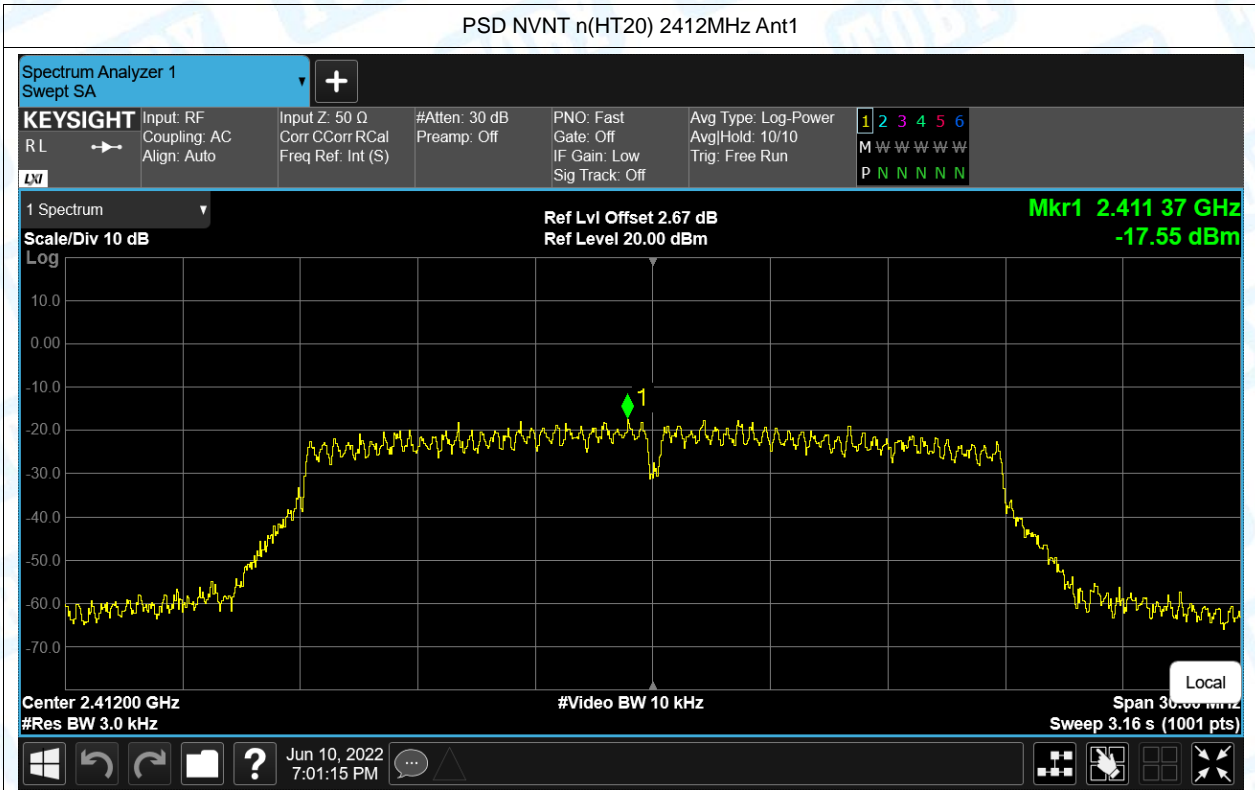 PSD NVNT n(HT20) 2412MHz Ant1
Spectrum Analyzer 1
Swept SA
KEYSIGHT
R L
LXI
Input: RF
Coupling: AC
Align: Auto
Input Z: 50 Ω
Corr CCorr RCal
Freq Ref: Int (S)
#Atten: 30 dB
Preamp: Off
PNO: Fast
Gate: Off
IF Gain: Low
Sig Track: Off
Avg Type: Log-Power
Avg|Hold: 10/10
Trig: Free Run
1 2 3 4 5 6
M W W W W W
P N N N N N
1 Spectrum
Scale/Div 10 dB
Log
Ref Lvl Offset 2.67 dB
Ref Level 20.00 dBm
Mkr1 2.411 37 GHz
-17.55 dBm
10.0
0.00
-10.0
-20.0
-30.0
-40.0
-50.0
-60.0
-70.0
1
Center 2.41200 GHz
#Res BW 3.0 kHz
#Video BW 10 kHz
Local
Span 30.00 MHz
Sweep 3.16 s (1001 pts)
?
Jun 10, 2022
7:01:15 PM